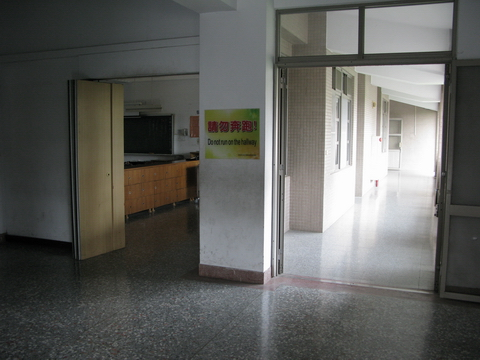 請勿奔跑
Do not run on the hallway